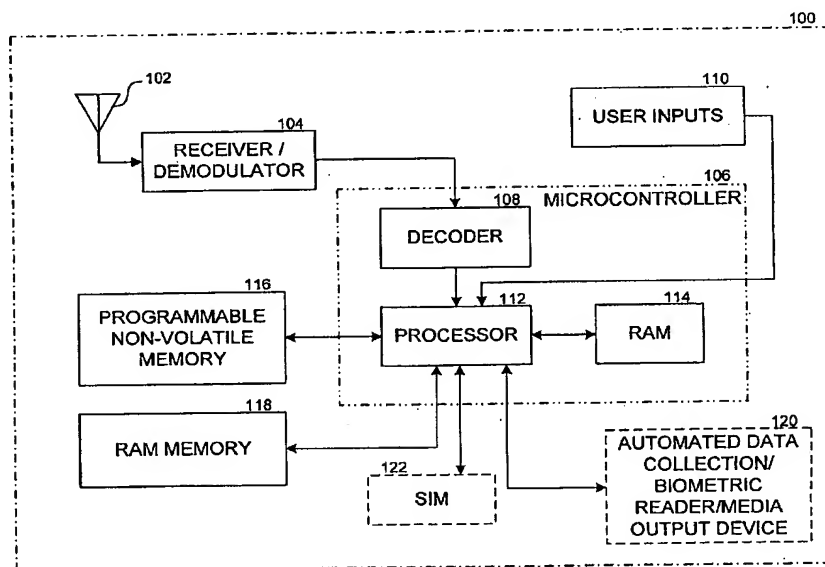 100
102
110
USER INPUTS
104
RECEIVER /
DEMODULATOR
106
MICROCONTROLLER
108
DECODER
116
PROGRAMMABLE
NON-VOLATILE
MEMORY
112
PROCESSOR
114
RAM
118
RAM MEMORY
122
SIM
120
AUTOMATED DATA
COLLECTION/
BIOMETRIC
READER/MEDIA
OUTPUT DEVICE